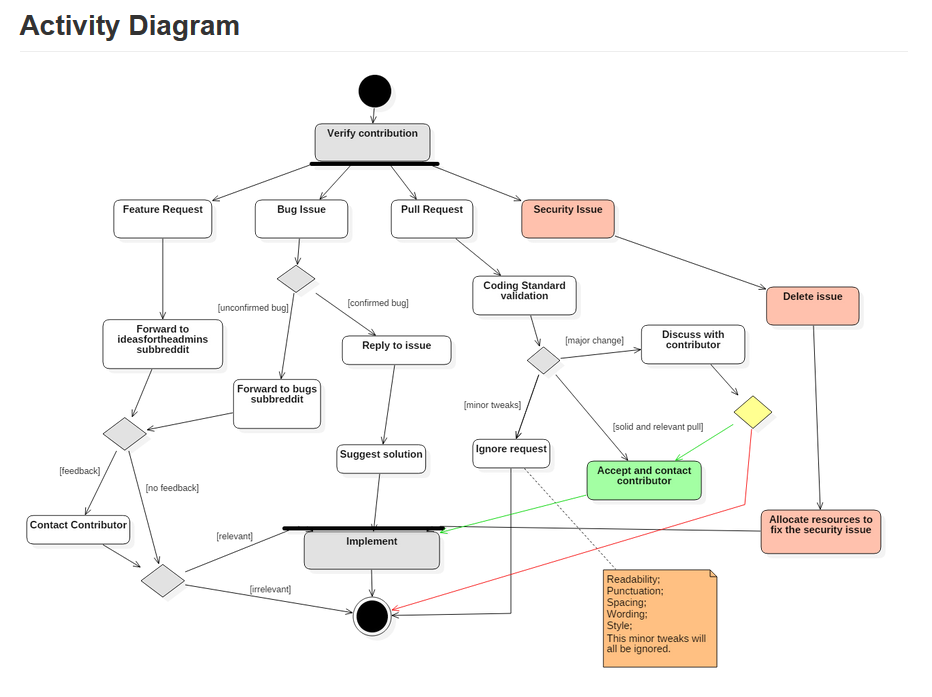 Activity Diagram
Verify contribution
Feature Request
Bug Issue
Pull Request
Security Issue
Coding Standard
validation
Delete issue
[unconfirmed bug]
[confirmed bug]
Forward to
ideasfortheadmins
subreddit
Reply to issue
[major change]
Discuss with
contributor
Forward to bugs
subreddit
[minor tweaks]
[solid and relevant pull]
Suggest solution
Ignore request
Accept and contact
contributor
[feedback]
[no feedback]
Contact Contributor
Allocate resources to
fix the security issue
[relevant]
Implement
[irrelevant]
Readability;
Punctuation;
Spacing;
Wording;
Style;
This minor tweaks will
all be ignored.